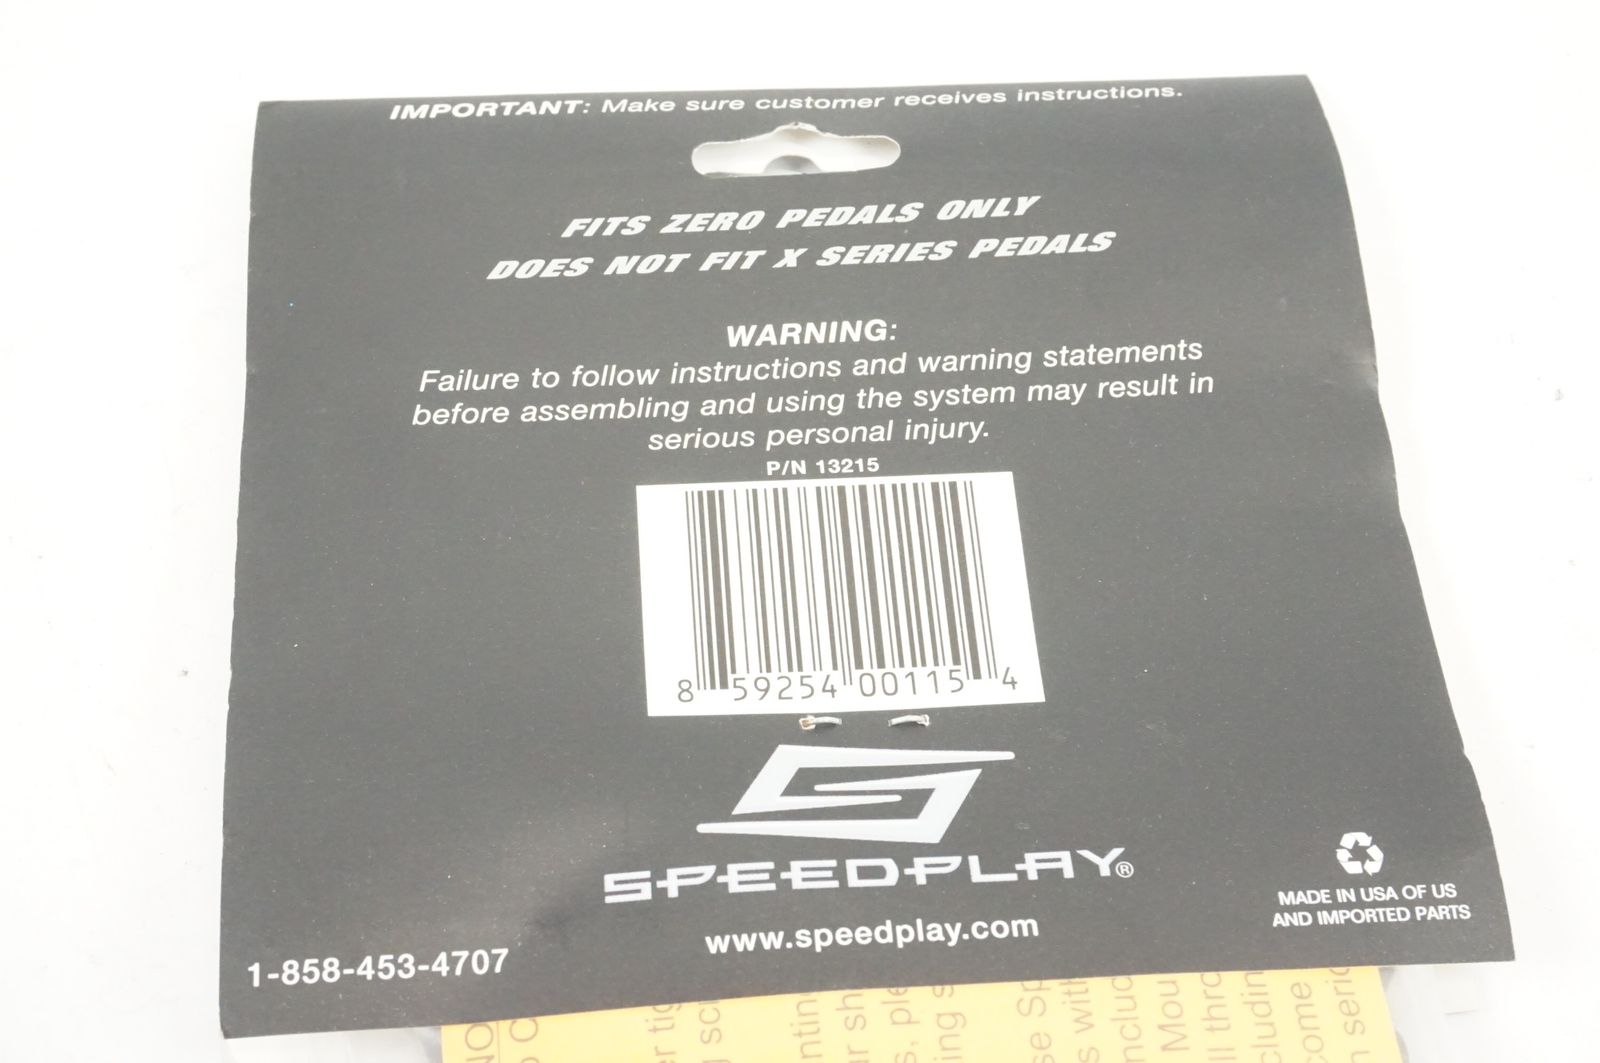 IMPORTANT: Make sure customer receives instructions.
FITS ZERO PEDALS ONLY
DOES NOT FIT X SERIES PEDALS
WARNING:
Failure to follow instructions and warning statements
before assembling and using the system may result in
serious personal injury.
P/N 13215
8 59254 00115 4
SPEEDPLAY®
www.speedplay.com
1-858-453-4707
MADE IN USA OF US
AND IMPORTED PARTS